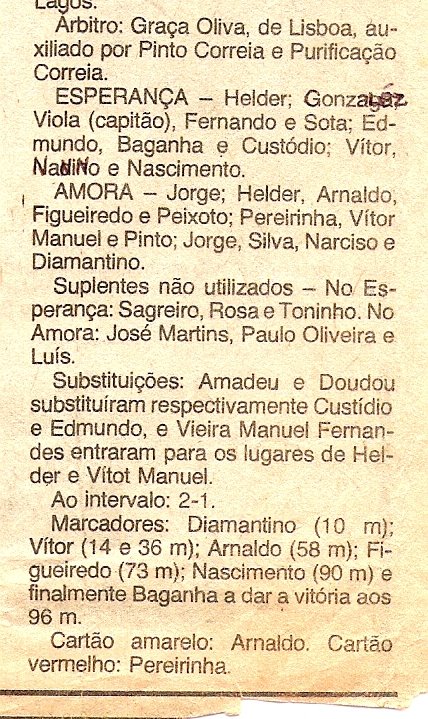 Lagos.
Árbitro: Graça Oliva, de Lisboa, au-
xiliado por Pinto Correia e Purificação
Correia.
ESPERANÇA – Helder; Gonzalez,
Viola (capitão), Fernando e Sota; Ed-
mundo, Baganha e Custódio; Vítor,
Nadino e Nascimento.
AMORA – Jorge; Helder, Arnaldo,
Figueiredo e Peixoto; Pereirinha, Vítor
Manuel e Pinto; Jorge, Silva, Narciso e
Diamantino.
Suplentes não utilizados – No Es-
perança: Sagreiro, Rosa e Toninho. No
Amora: José Martins, Paulo Oliveira e
Luís.
Substituições: Amadeu e Doudou
substituíram respectivamente Custídio
e Edmundo, e Vieira Manuel Fernan-
des entraram para os lugares de Hel-
der e Vítot Manuel.
Ao intervalo: 2-1.
Marcadores: Diamantino (10 m);
Vítor (14 e 36 m); Arnaldo (58 m); Fi-
gueiredo (73 m); Nascimento (90 m) e
finalmente Baganha a dar a vitória aos
96 m.
Cartão amarelo: Arnaldo. Cartão
vermelho: Pereirinha.